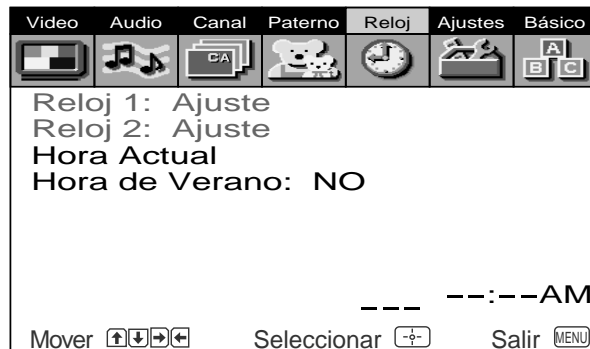 Video Audio Canal Paterno Reloj Ajustes Básico
CA A B C
Reloj 1: Ajuste
Reloj 2: Ajuste
Hora Actual
Hora de Verano: NO
___ --:--AM
Mover Seleccionar Salir MENU